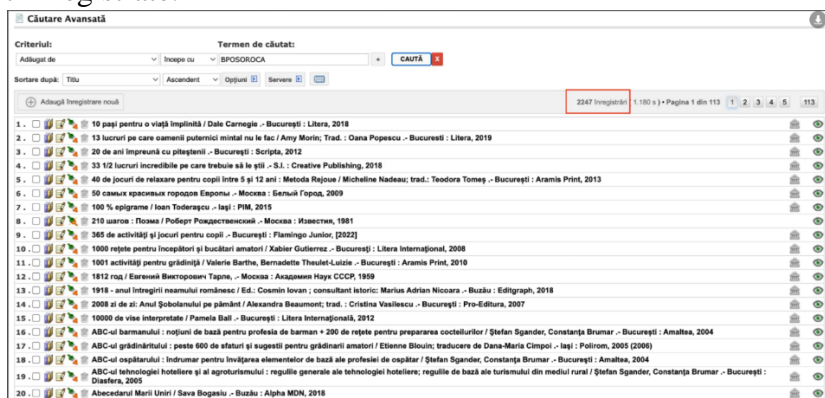 Căutare Avansată
Criteriul: Termen de căutat:
Adăugat de Incepe cu BPOSOROCA + CAUTĂ X
Sortare după: Titlu Ascendent Opțiuni Servere
Adaugă înregistrare nouă 2247 înregistrări ( 1.180 s ) • Pagina 1 din 113 1 2 3 4 5 113
1 . 10 pași pentru o viață împlinită / Dale Carnegie .- București : Litera, 2018
2 . 13 lucruri pe care oamenii puternici mintal nu le fac / Amy Morin; Trad. : Oana Popescu .- Bucuresti : Litera, 2019
3 . 20 de ani împreună cu piteștenii .- București : Scripta, 2012
4 . 33 1/2 lucruri incredibile pe care trebuie să le știi .- S.l. : Creative Publishing, 2018
5 . 40 de jocuri de relaxare pentru copii între 5 și 12 ani : Metoda Rejoue / Micheline Nadeau; trad.: Teodora Tomeș .- București : Aramis Print, 2013
6 . 50 самых красивых городов Европы .- Москва : Белый Город, 2009
7 . 100 % epigrame / Ioan Toderașcu .- Iași : PIM, 2015
8 . 210 шагов : Поэма / Роберт Рождественский .- Москва : Известия, 1981
9 . 365 de activități și jocuri pentru copii .- București : Flamingo Junior, [2022]
10 . 1000 rețete pentru începători și bucătari amatori / Xabier Gutierrez .- București : Litera Internațional, 2008
11 . 1001 activități pentru grădiniță / Valerie Barthe, Bernadette Theulet-Luizie .- București : Aramis Print, 2010
12 . 1812 год / Евгений Викторович Тарле, .- Москва : Академия Наук СССР, 1959
13 . 1918 - anul întregirii neamului românesc / Ed.: Cosmin Iovan ; consultant istoric: Marius Adrian Nicoara .- Buzău : Editgraph, 2018
14 . 2008 zi de zi: Anul Șobolanului pe pământ / Alexandra Beaumont; trad. : Cristina Vasilescu .- București : Pro-Editura, 2007
15 . 10000 de vise interpretate / Pamela Ball .- București : Litera Internațională, 2012
16 . ABC-ul barmanului : noțiuni de bază pentru profesia de barman + 200 de rețete pentru prepararea cocteilurilor / Ștefan Sgander, Constanța Brumar .- București : Amaltea, 2004
17 . ABC-ul grădinăritului : peste 600 de sfaturi și sugestii pentru grădinarii amatori / Etienne Blouin; traducere de Dana-Maria Cimpoi .- Iași : Polirom, 2005 (2006)
18 . ABC-ul ospătarului : îndrumar pentru învățarea elementelor de bază ale profesiei de ospătar / Ștefan Sgander, Constanța Brumar .- București : Amaltea, 2004
19 . ABC-ul tehnologiei hoteliere și al agroturismului : regulile generale ale tehnologiei hoteliere; regulile de bază ale turismului din mediul rural / Ștefan Sgander, Constanța Brumar .- București :
Diasfera, 2005
20 . Abecedarul Marii Uniri / Sava Bogasiu .- Buzău : Alpha MDN, 2018